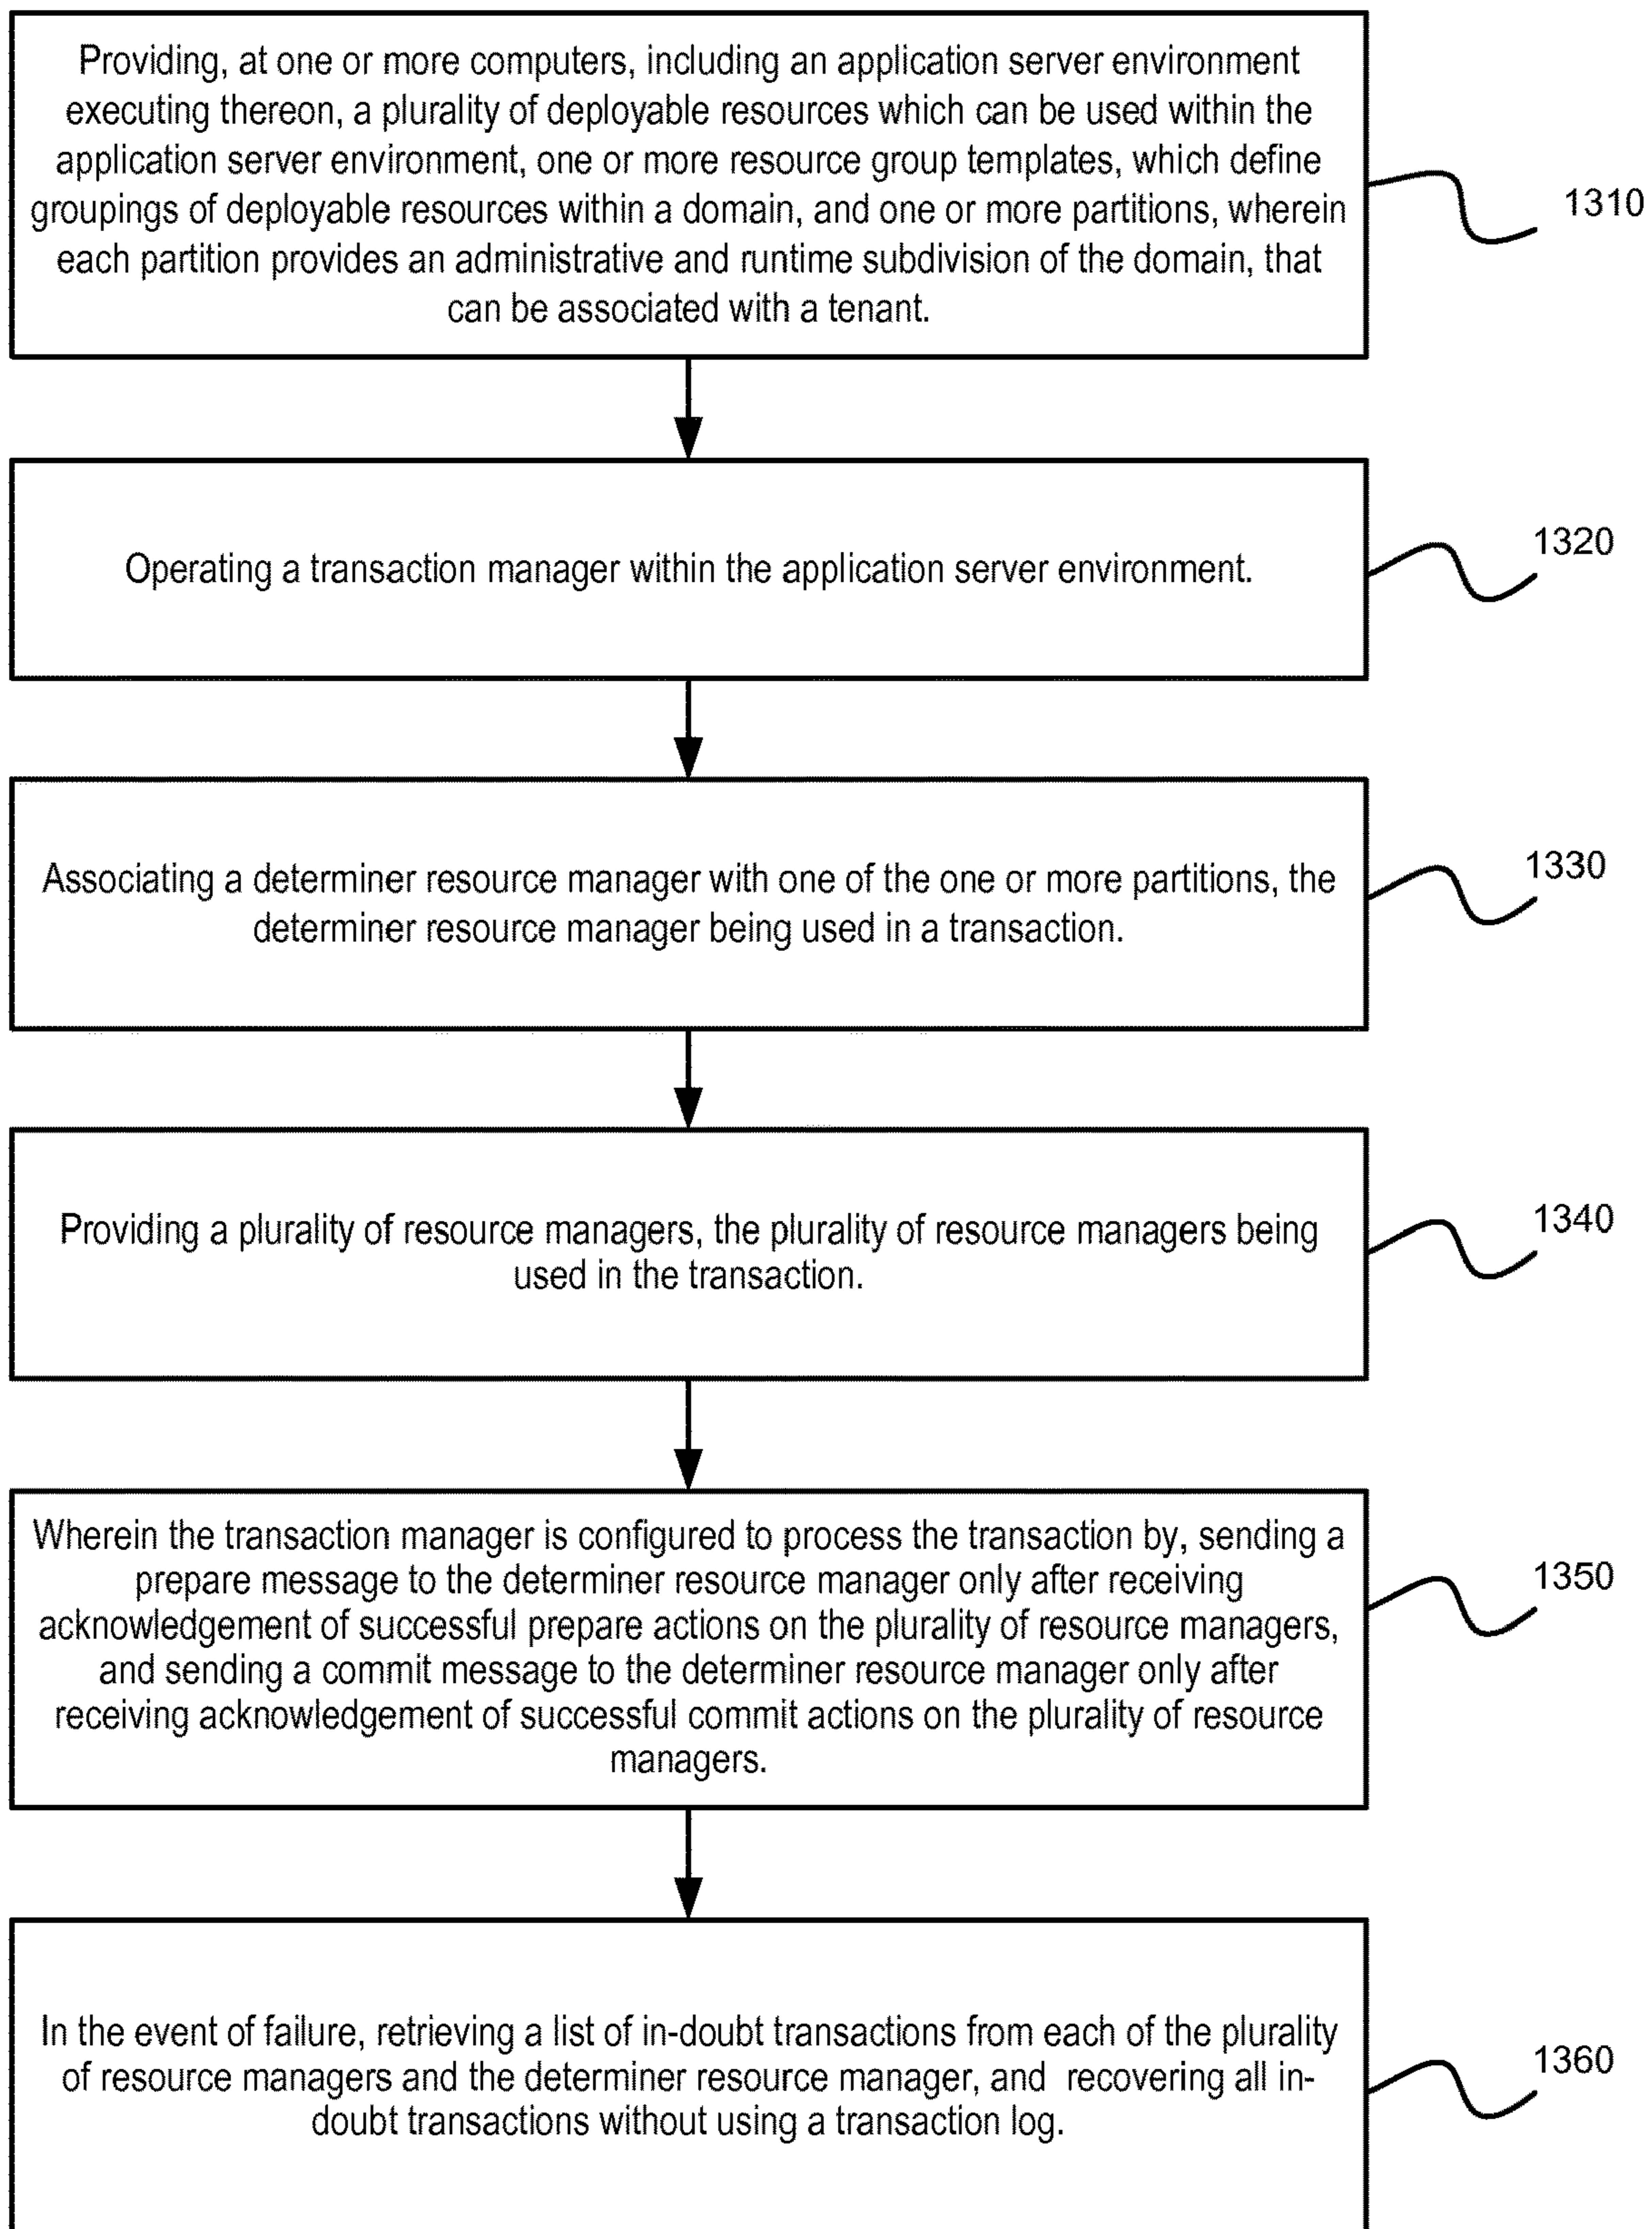 Providing, at one or more computers, including an application server environment
executing thereon, a plurality of deployable resources which can be used within the
application server environment, one or more resource group templates, which define
groupings of deployable resources within a domain, and one or more partitions, wherein
each partition provides an administrative and runtime subdivision of the domain, that
can be associated with a tenant.
1310
Operating a transaction manager within the application server environment.
1320
Associating a determiner resource manager with one of the one or more partitions, the
determiner resource manager being used in a transaction.
1330
Providing a plurality of resource managers, the plurality of resource managers being
used in the transaction.
1340
Wherein the transaction manager is configured to process the transaction by, sending a
prepare message to the determiner resource manager only after receiving
acknowledgement of successful prepare actions on the plurality of resource managers,
and sending a commit message to the determiner resource manager only after
receiving acknowledgement of successful commit actions on the plurality of resource
managers.
1350
In the event of failure, retrieving a list of in-doubt transactions from each of the plurality
of resource managers and the determiner resource manager, and  recovering all in-
doubt transactions without using a transaction log.
1360